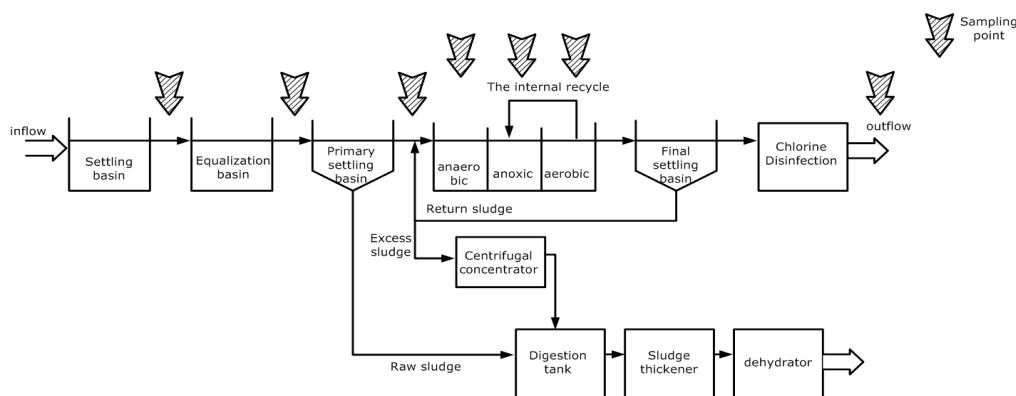 Sampling
point
The internal recycle
inflow
outflow
Settling
basin
Equalization
basin
Primary
settling
basin
anaero
bic
anoxic
aerobic
Final
settling
basin
Chlorine
Disinfection
Return sludge
Excess
sludge
Centrifugal
concentrator
Raw sludge
Digestion
tank
Sludge
thickener
dehydrator